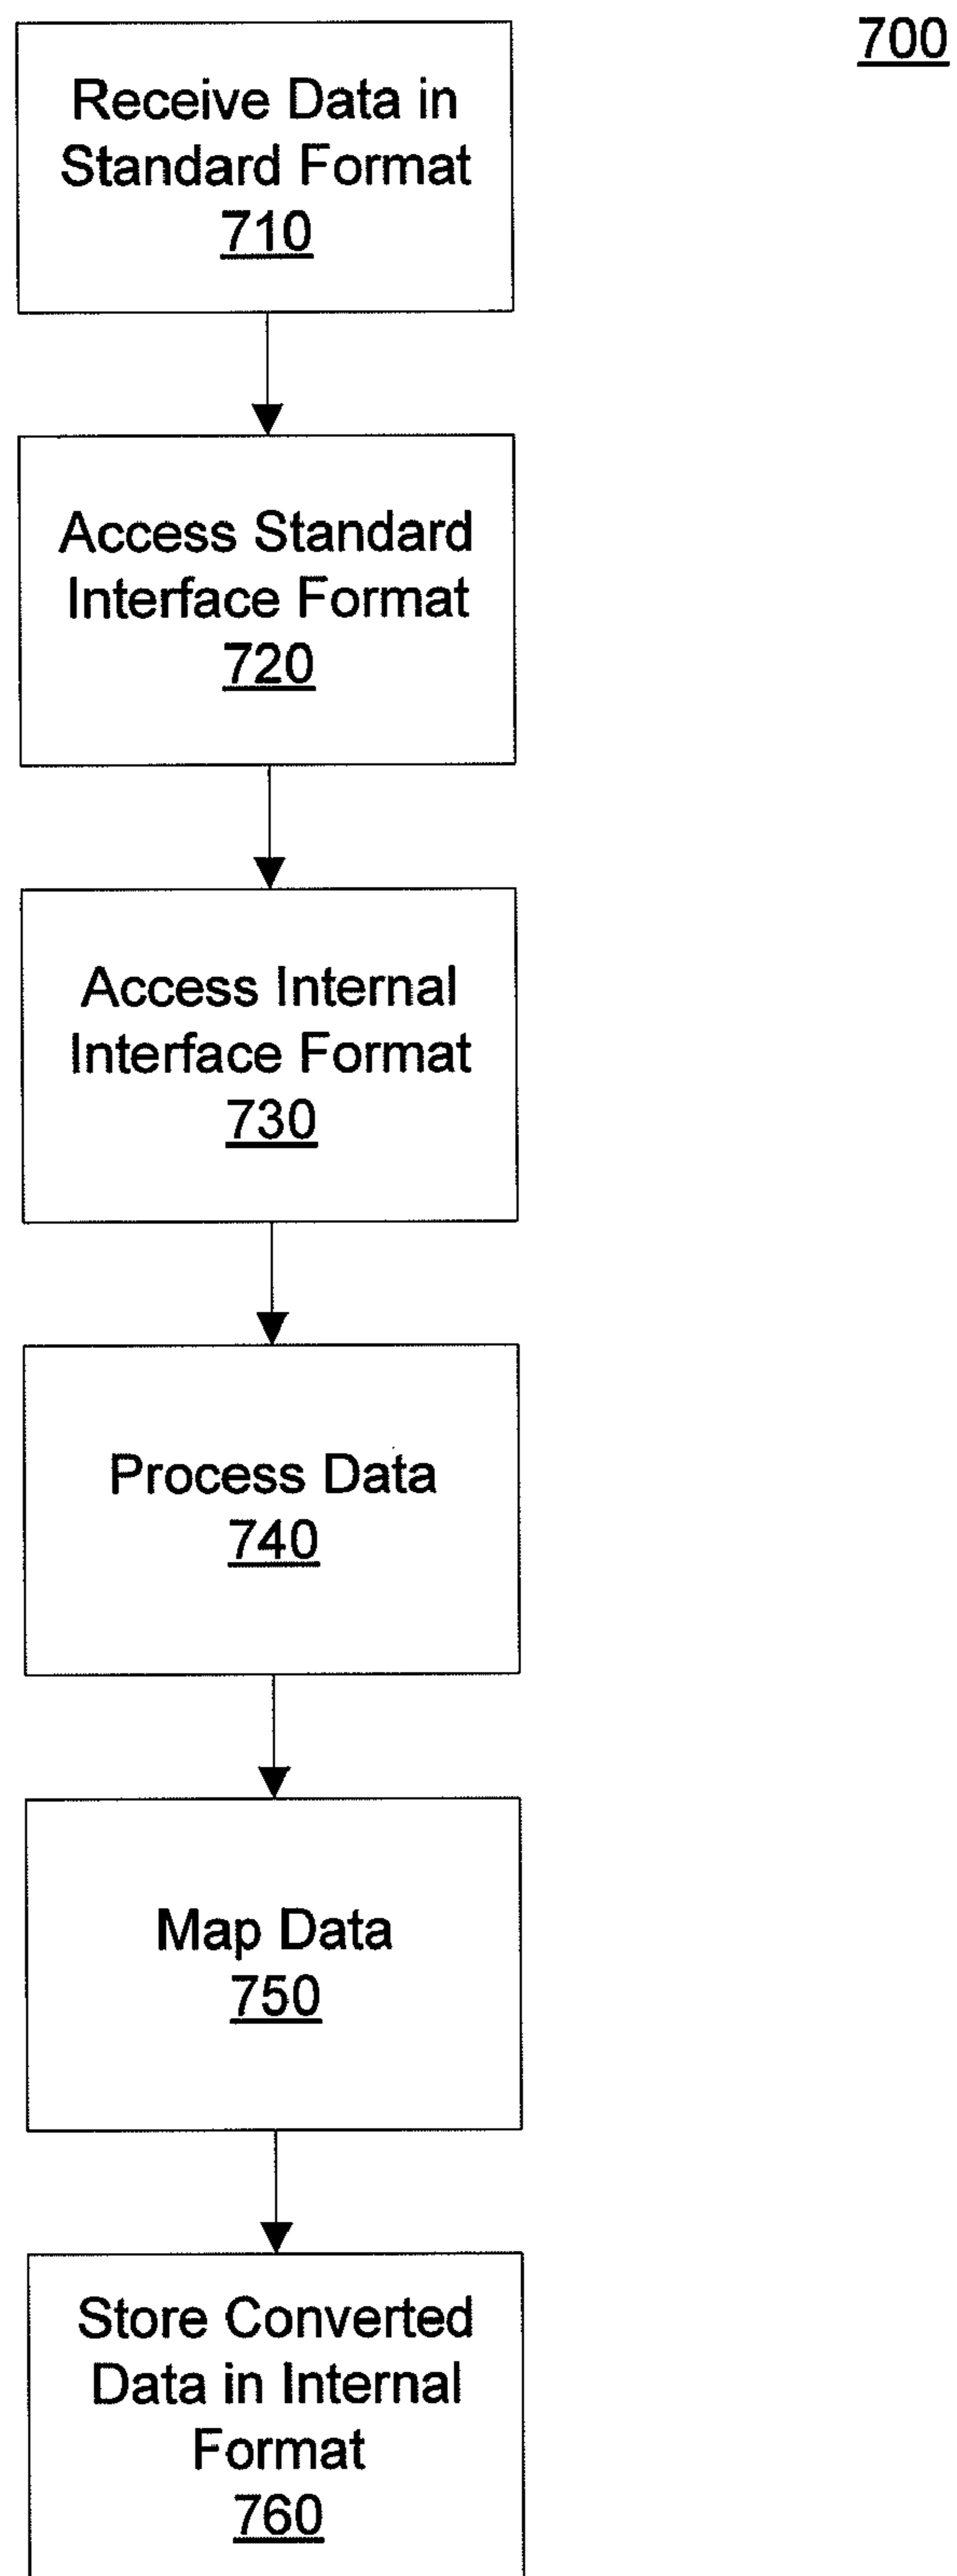 700
Receive Data in
Standard Format
710
Access Standard
Interface Format
720
Access Internal
Interface Format
730
Process Data
740
Map Data
750
Store Converted
Data in Internal
Format
760